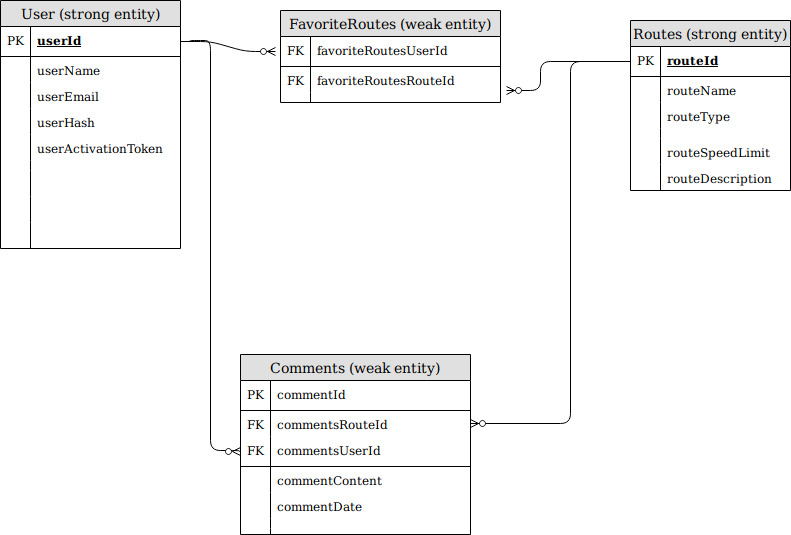 User (strong entity)
PK userId
userName
userEmail
userHash
userActivationToken
FavoriteRoutes (weak entity)
FK favoriteRoutesUserId
FK favoriteRoutesRouteId
Routes (strong entity)
PK routeId
routeName
routeType
routeSpeedLimit
routeDescription
Comments (weak entity)
PK commentId
FK commentsRouteId
FK commentsUserId
commentContent
commentDate